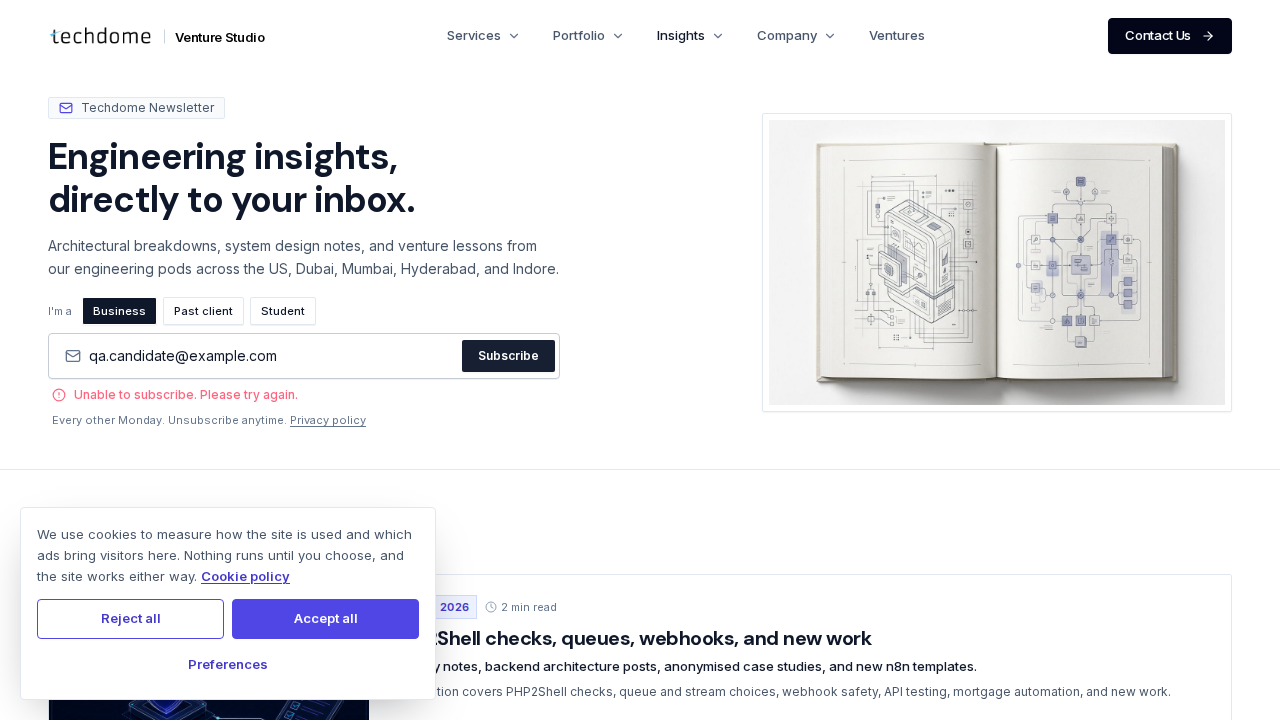 techdome Venture Studio Services Portfolio Insights Company Ventures Contact Us
Techdome Newsletter
Engineering insights,
directly to your inbox.
Architectural breakdowns, system design notes, and venture lessons from
our engineering pods across the US, Dubai, Mumbai, Hyderabad, and Indore.
I'm a Business Past client Student
qa.candidate@example.com Subscribe
Unable to subscribe. Please try again.
Every other Monday. Unsubscribe anytime. Privacy policy
We use cookies to measure how the site is used and which
ads bring visitors here. Nothing runs until you choose, and
the site works either way. Cookie policy
Reject all Accept all
Preferences
2026 2 min read
Shell checks, queues, webhooks, and new work
notes, backend architecture posts, anonymised case studies, and new n8n templates.
covers PHP2Shell checks, queue and stream choices, webhook safety, API testing, mortgage automation, and new work.